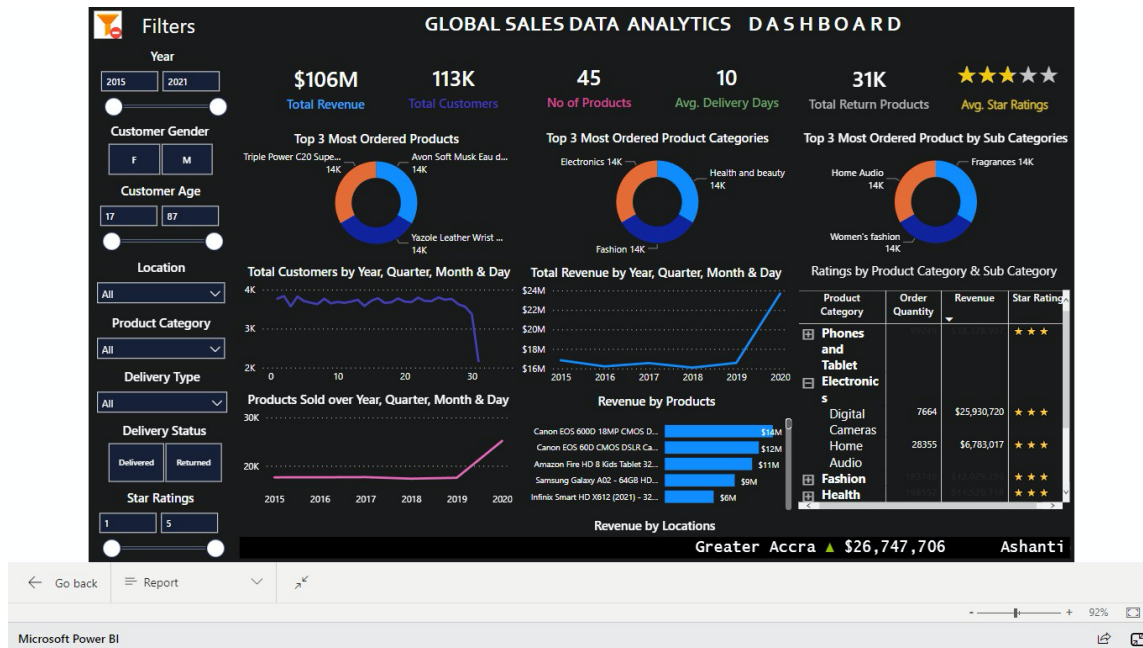 Filters
GLOBAL SALES DATA ANALYTICS DASHBOARD
Year
2015 2021
$106M
Total Revenue
113K
Total Customers
45
No of Products
10
Avg. Delivery Days
31K
Total Return Products
Avg. Star Ratings
Customer Gender
F M
Customer Age
17 87
Location
All
Product Category
All
Delivery Type
All
Delivery Status
Delivered Returned
Star Ratings
1 5
Top 3 Most Ordered Products
Triple Power C20 Supe...
14K
Avon Soft Musk Eau d...
14K
Yazole Leather Wrist ...
14K
Top 3 Most Ordered Product Categories
Electronics 14K
Health and beauty
14K
Fashion 14K
Top 3 Most Ordered Product by Sub Categories
Home Audio
14K
Fragrances 14K
Women's fashion
14K
Total Customers by Year, Quarter, Month & Day
4K
3K
2K
0 10 20 30
Total Revenue by Year, Quarter, Month & Day
$24M
$22M
$20M
$18M
$16M
2015 2016 2017 2018 2019 2020
Ratings by Product Category & Sub Category
Product
Category
Order
Quantity
Revenue
Star Rating
Phones
and
Tablet
Electronic
s
Digital
Cameras
7664 $25,930,720
Home
Audio
28355 $6,783,017
Fashion
Health
Products Sold over Year, Quarter, Month & Day
30K
20K
2015 2016 2017 2018 2019 2020
Revenue by Products
Canon EOS 600D 18MP CMOS D... $14M
Canon EOS 60D CMOS DSLR Ca... $12M
Amazon Fire HD 8 Kids Tablet 32... $11M
Samsung Galaxy A02 - 64GB HD... $9M
Infinix Smart HD X612 (2021) - 32... $6M
Revenue by Locations
Greater Accra ▲ $26,747,706 Ashanti
Go back
Report
- + 92%
Microsoft Power BI